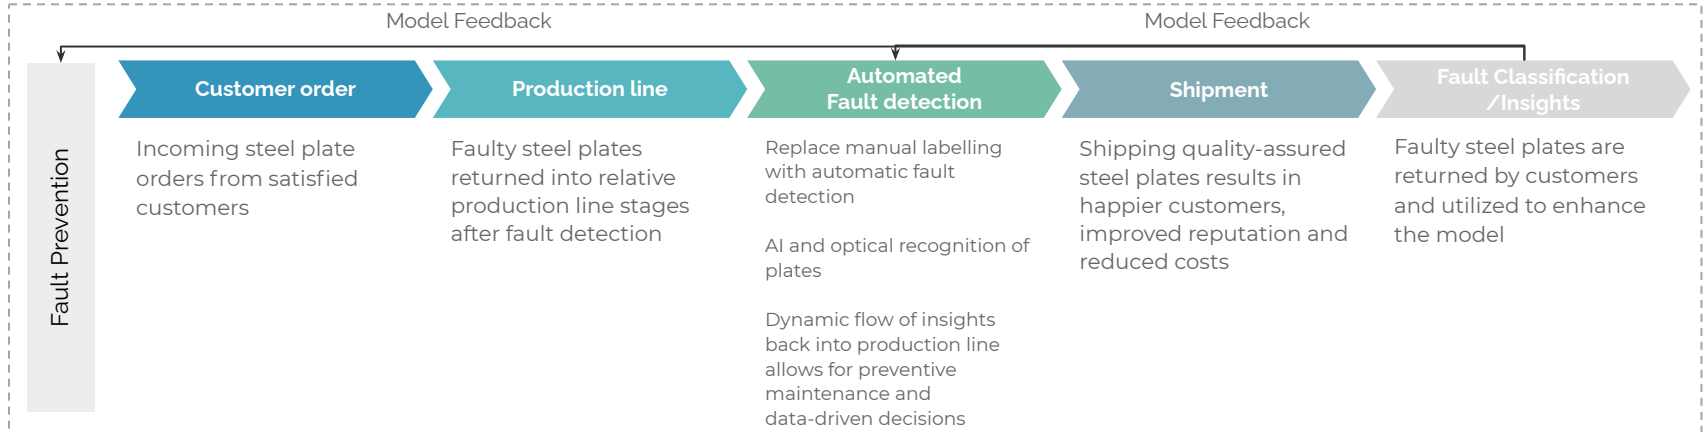 Model Feedback
Model Feedback
Fault Prevention
Customer order
Incoming steel plate
orders from satisfied
customers
Production line
Faulty steel plates
returned into relative
production line stages
after fault detection
Automated
Fault detection
Replace manual labelling
with automatic fault
detection
AI and optical recognition of
plates
Dynamic flow of insights
back into production line
allows for preventive
maintenance and
data-driven decisions
Shipment
Shipping quality-assured
steel plates results in
happier customers,
improved reputation and
reduced costs
Fault Classification
/Insights
Faulty steel plates are
returned by customers
and utilized to enhance
the model